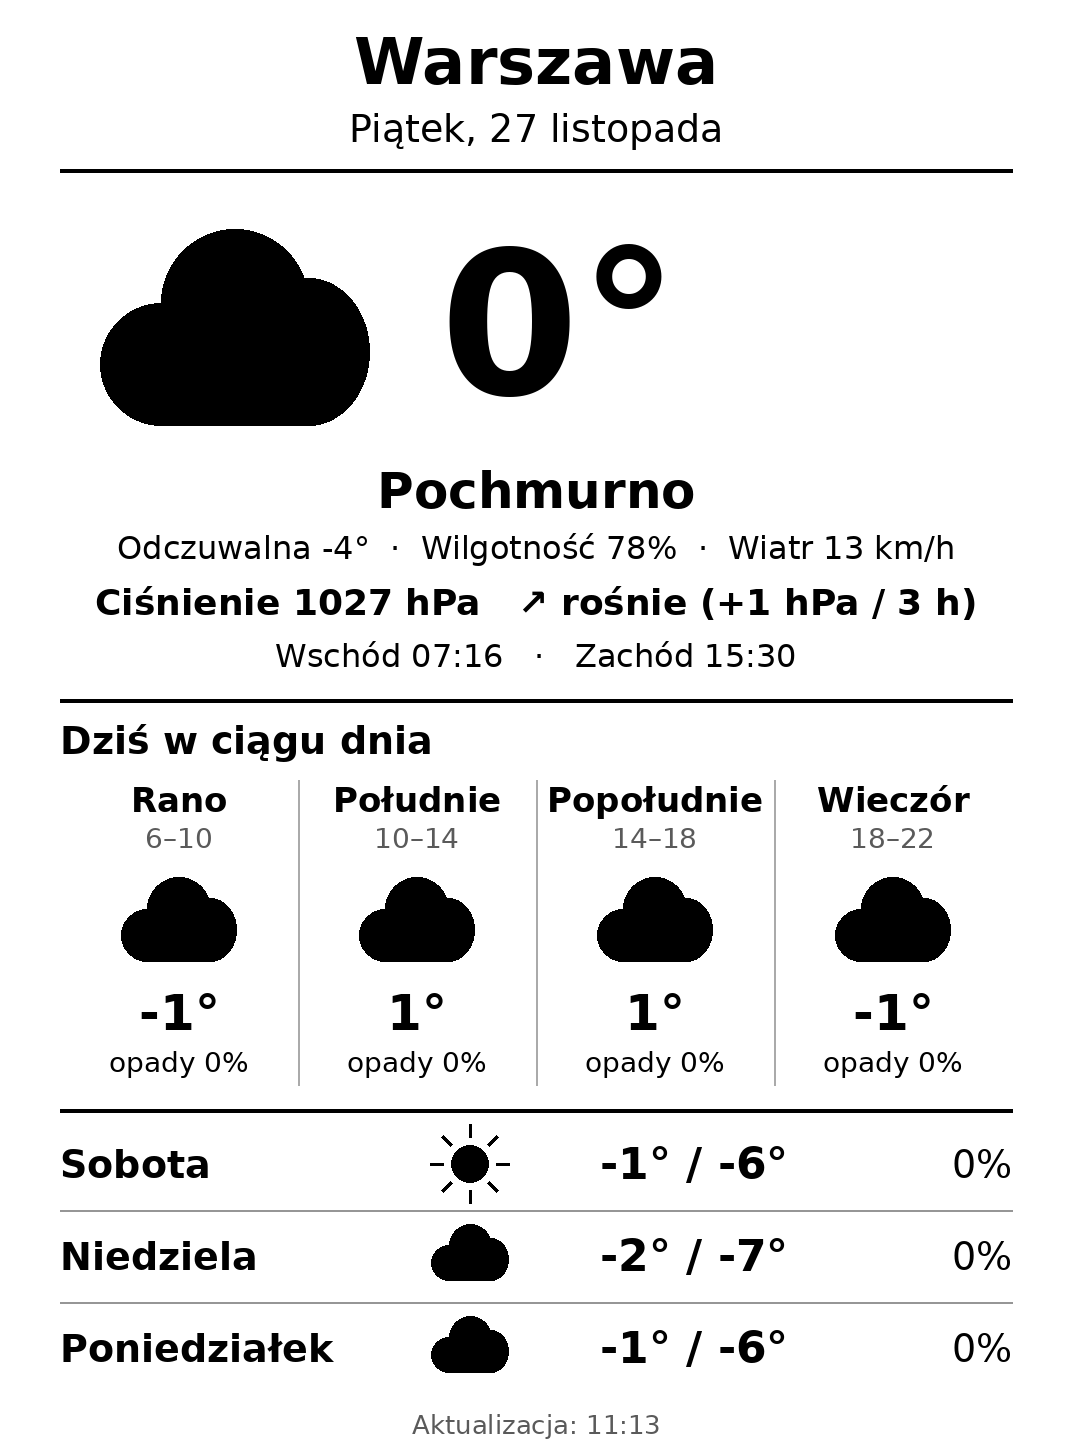 Warszawa
Piątek, 27 listopada
0°
Pochmurno
Odczuwalna -4° · Wilgotność 78% · Wiatr 13 km/h
Ciśnienie 1027 hPa ↗ rośnie (+1 hPa / 3 h)
Wschód 07:16 · Zachód 15:30
Dziś w ciągu dnia
Rano Południe Popołudnie Wieczór
6–10 10–14 14–18 18–22
-1° 1° 1° -1°
opady 0% opady 0% opady 0% opady 0%
Sobota -1° / -6° 0%
Niedziela -2° / -7° 0%
Poniedziałek -1° / -6° 0%
Aktualizacja: 11:13